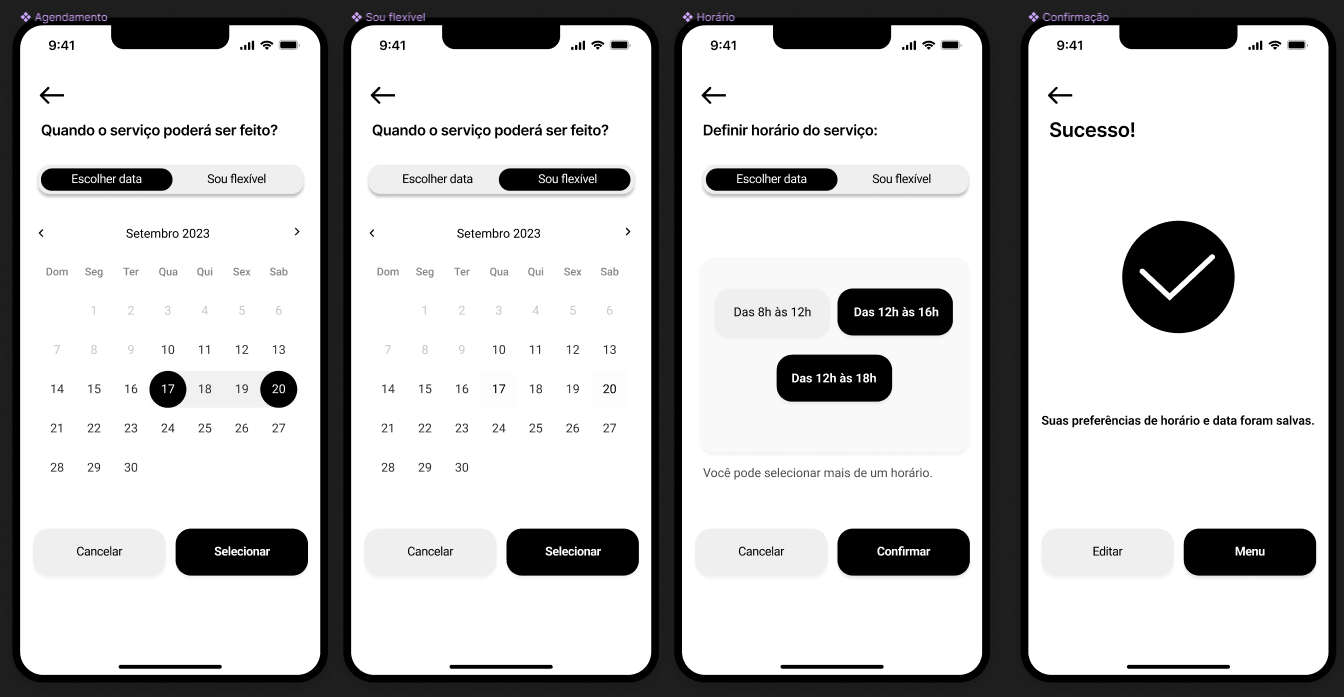 Agendamento
9:41
Quando o serviço poderá ser feito?
Escolher data Sou flexível
Setembro 2023
Dom Seg Ter Qua Qui Sex Sab
1 2 3 4 5 6
7 8 9 10 11 12 13
14 15 16 17 18 19 20
21 22 23 24 25 26 27
28 29 30
Cancelar Selecionar
Sou flexível
9:41
Quando o serviço poderá ser feito?
Escolher data Sou flexível
Setembro 2023
Dom Seg Ter Qua Qui Sex Sab
1 2 3 4 5 6
7 8 9 10 11 12 13
14 15 16 17 18 19 20
21 22 23 24 25 26 27
28 29 30
Cancelar Selecionar
Horário
9:41
Definir horário do serviço:
Escolher data Sou flexível
Das 8h às 12h Das 12h às 16h
Das 12h às 18h
Você pode selecionar mais de um horário.
Cancelar Confirmar
Confirmação
9:41
Sucesso!
Suas preferências de horário e data foram salvas.
Editar Menu